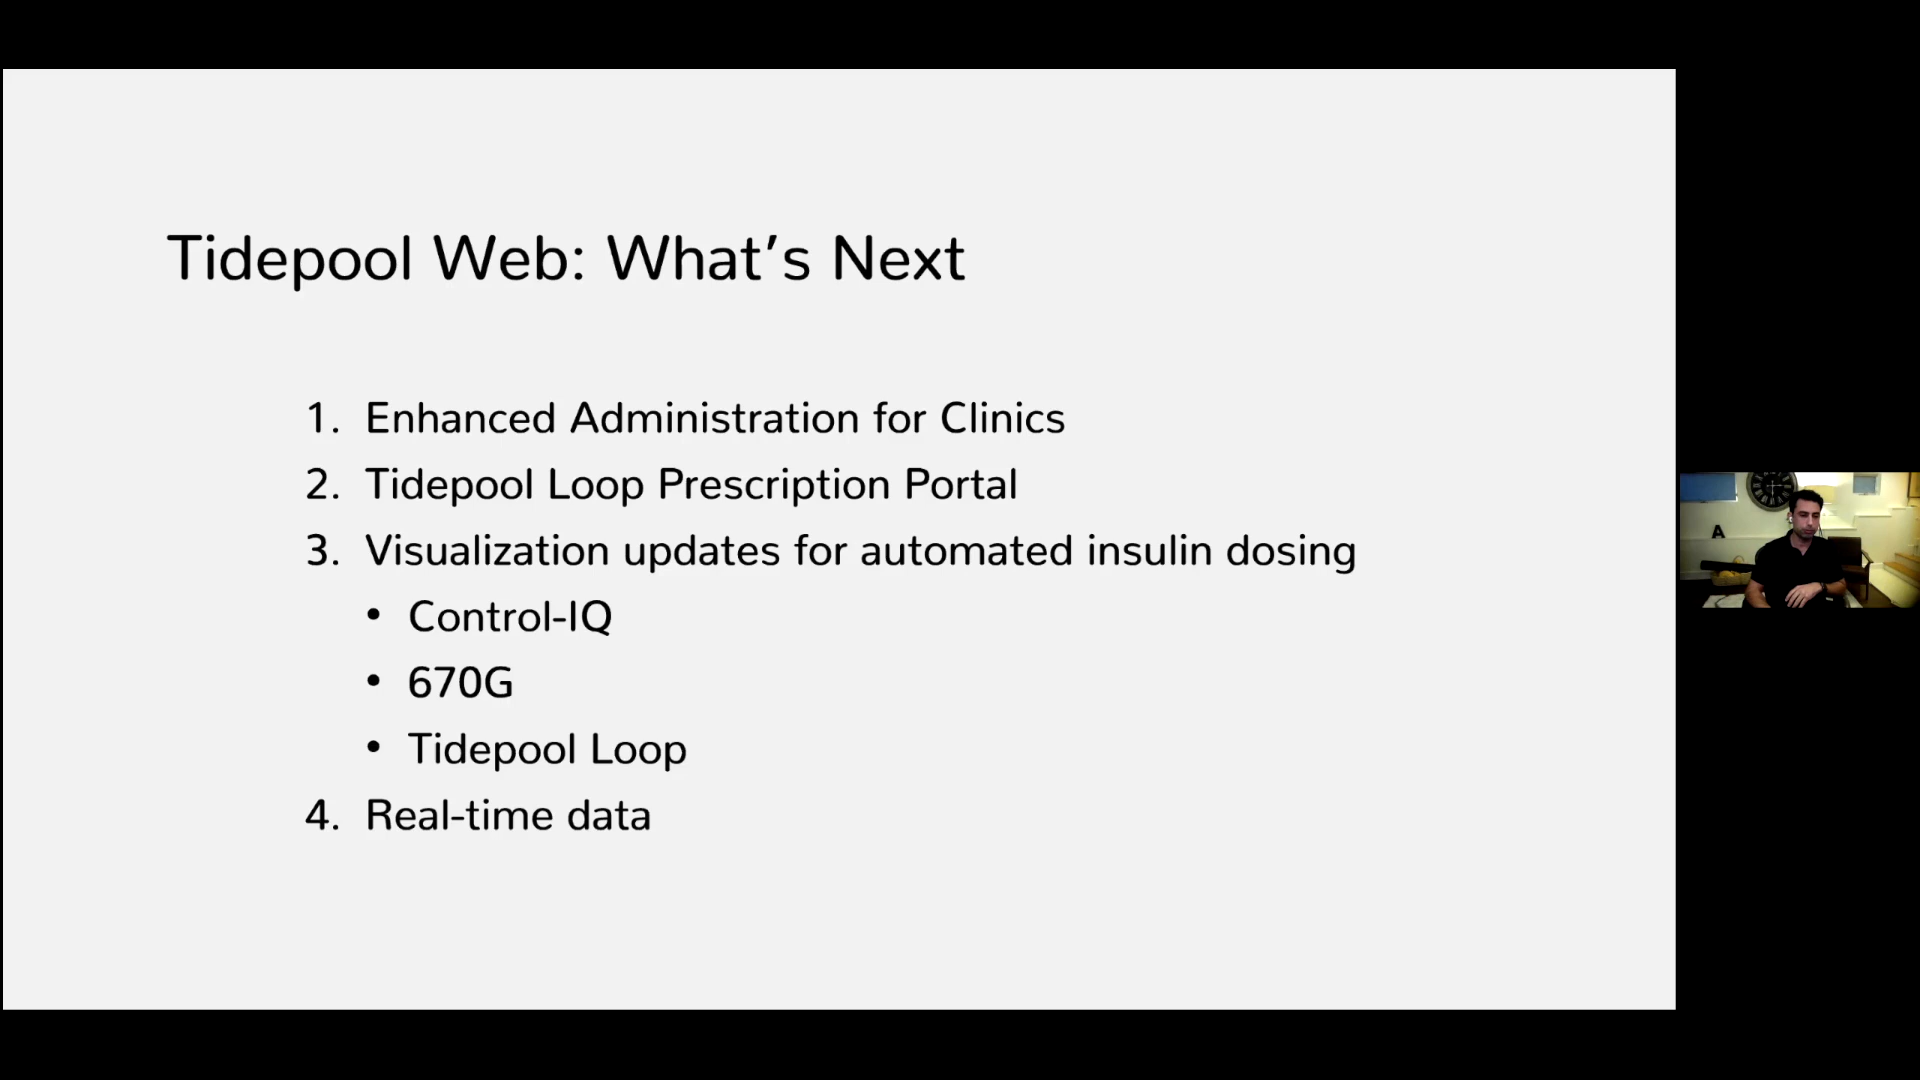 Tidepool Web: What’s Next
1. Enhanced Administration for Clinics
2. Tidepool Loop Prescription Portal
3. Visualization updates for automated insulin dosing
• Control-IQ
• 670G
• Tidepool Loop
4. Real-time data
A